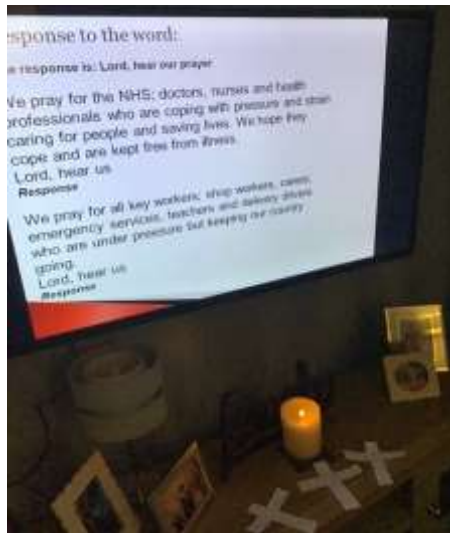 esponse to the word:
e response is: Lord, hear our prayer
We pray for the NHS; doctors, nurses and health
professionals who are coping with pressure and strain
caring for people and saving lives. We hope they
cope and are kept free from illness.
Lord, hear us
Response
We pray for all key workers; shop workers, carers,
emergency services, teachers and delivery drivers
who are under pressure but keeping our country
going.
Lord, hear us
Response